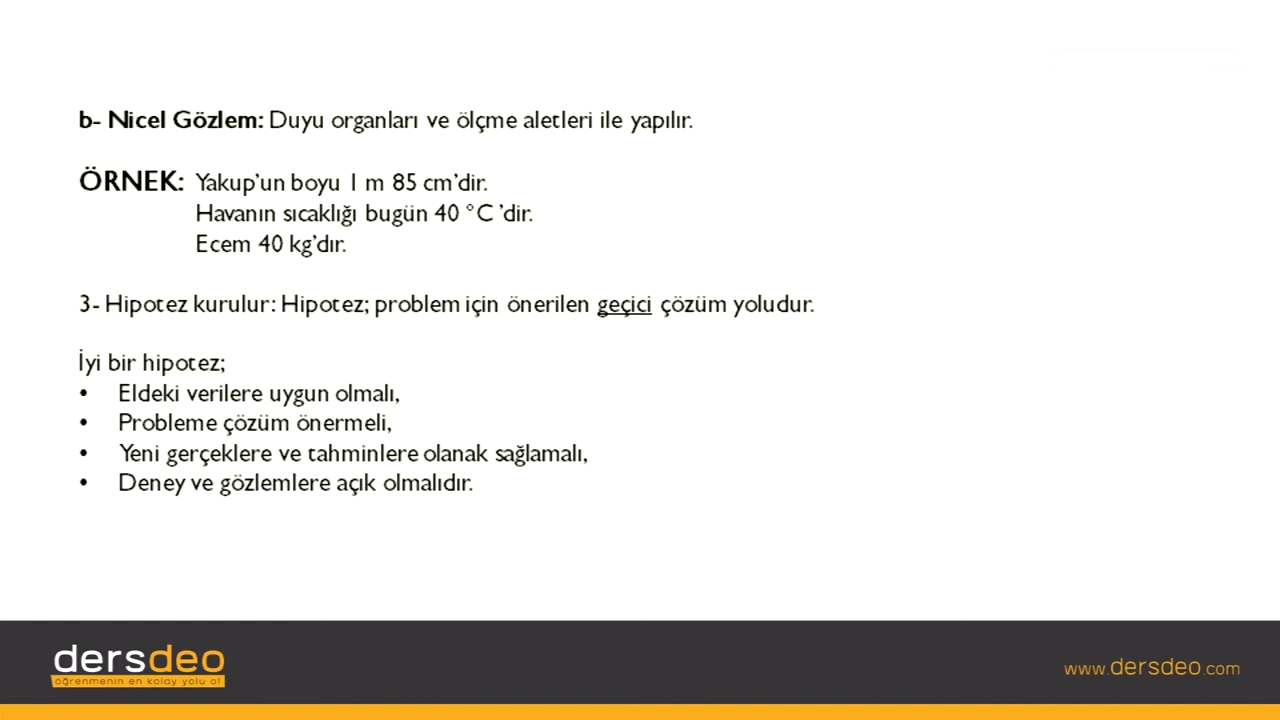 b- Nicel Gözlem: Duyu organları ve ölçme aletleri ile yapılır.
ÖRNEK: Yakup’un boyu 1 m 85 cm’dir.
Havanın sıcaklığı bugün 40 °C ’dir.
Ecem 40 kg’dır.
3- Hipotez kurulur: Hipotez; problem için önerilen geçici çözüm yoludur.
İyi bir hipotez;
• Eldeki verilere uygun olmalı,
• Probleme çözüm önermeli,
• Yeni gerçeklere ve tahminlere olanak sağlamalı,
• Deney ve gözlemlere açık olmalıdır.
dersdeo
öğrenmenin en kolay yolu o!
www.dersdeo.com